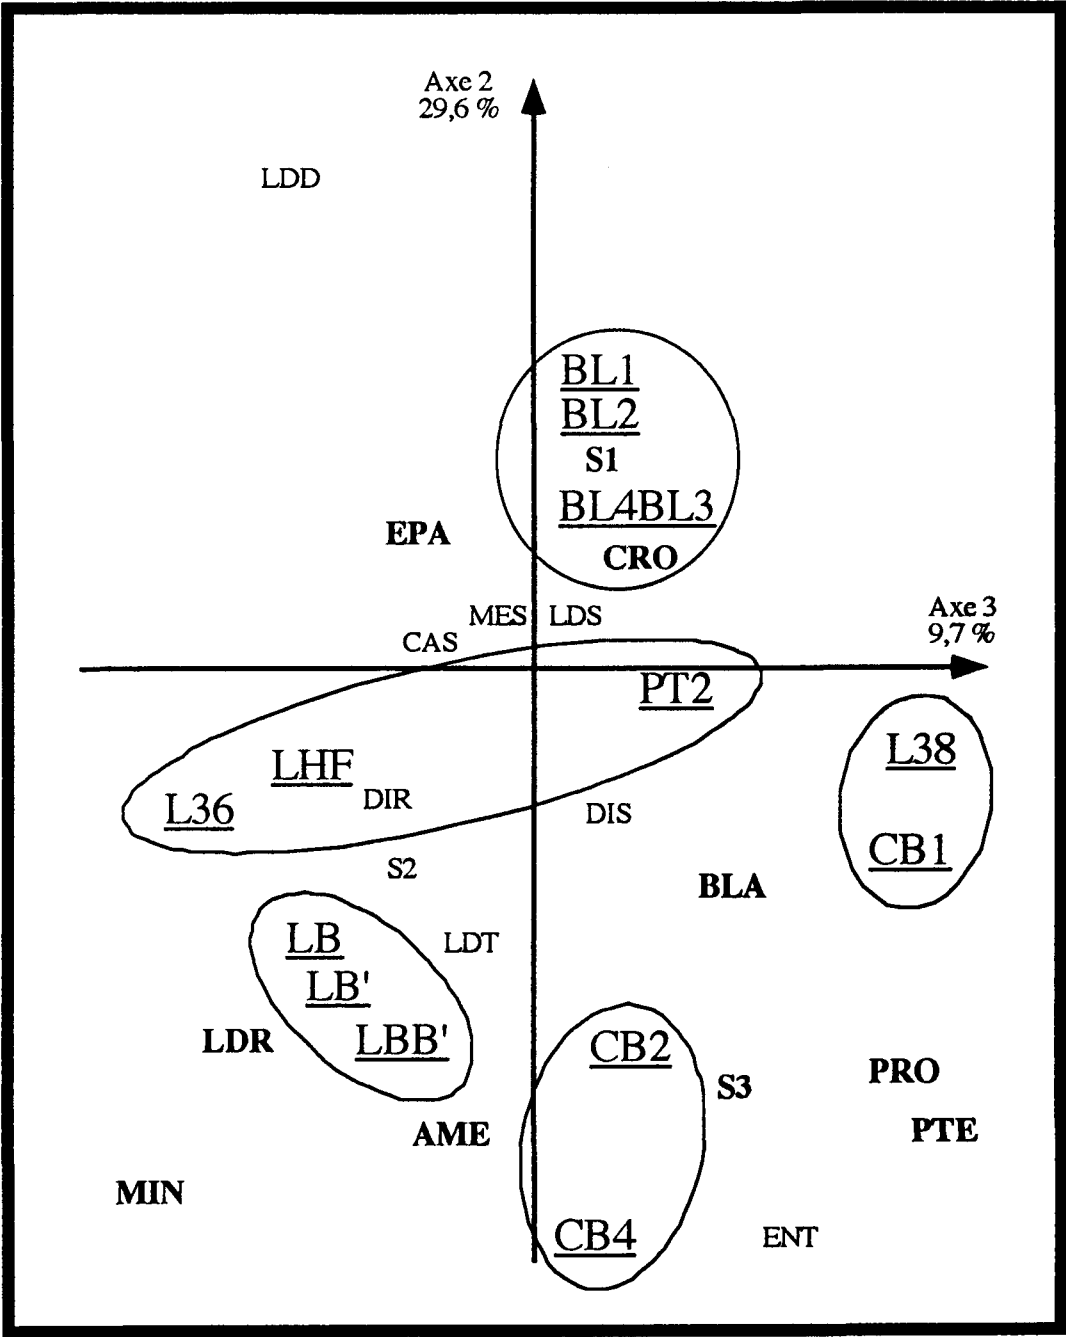 Axe 2
29,6 %
LDD
BL1
BL2
S1
BL4BL3
EPA
CRO
MES
LDS
Axe 3
9,7 %
CAS
PT2
L38
LHF
DIR
L36
DIS
CB1
S2
BLA
LB
LDT
LB'
LDR
LBB'
CB2
S3
PRO
AME
PTE
MIN
CB4
ENT